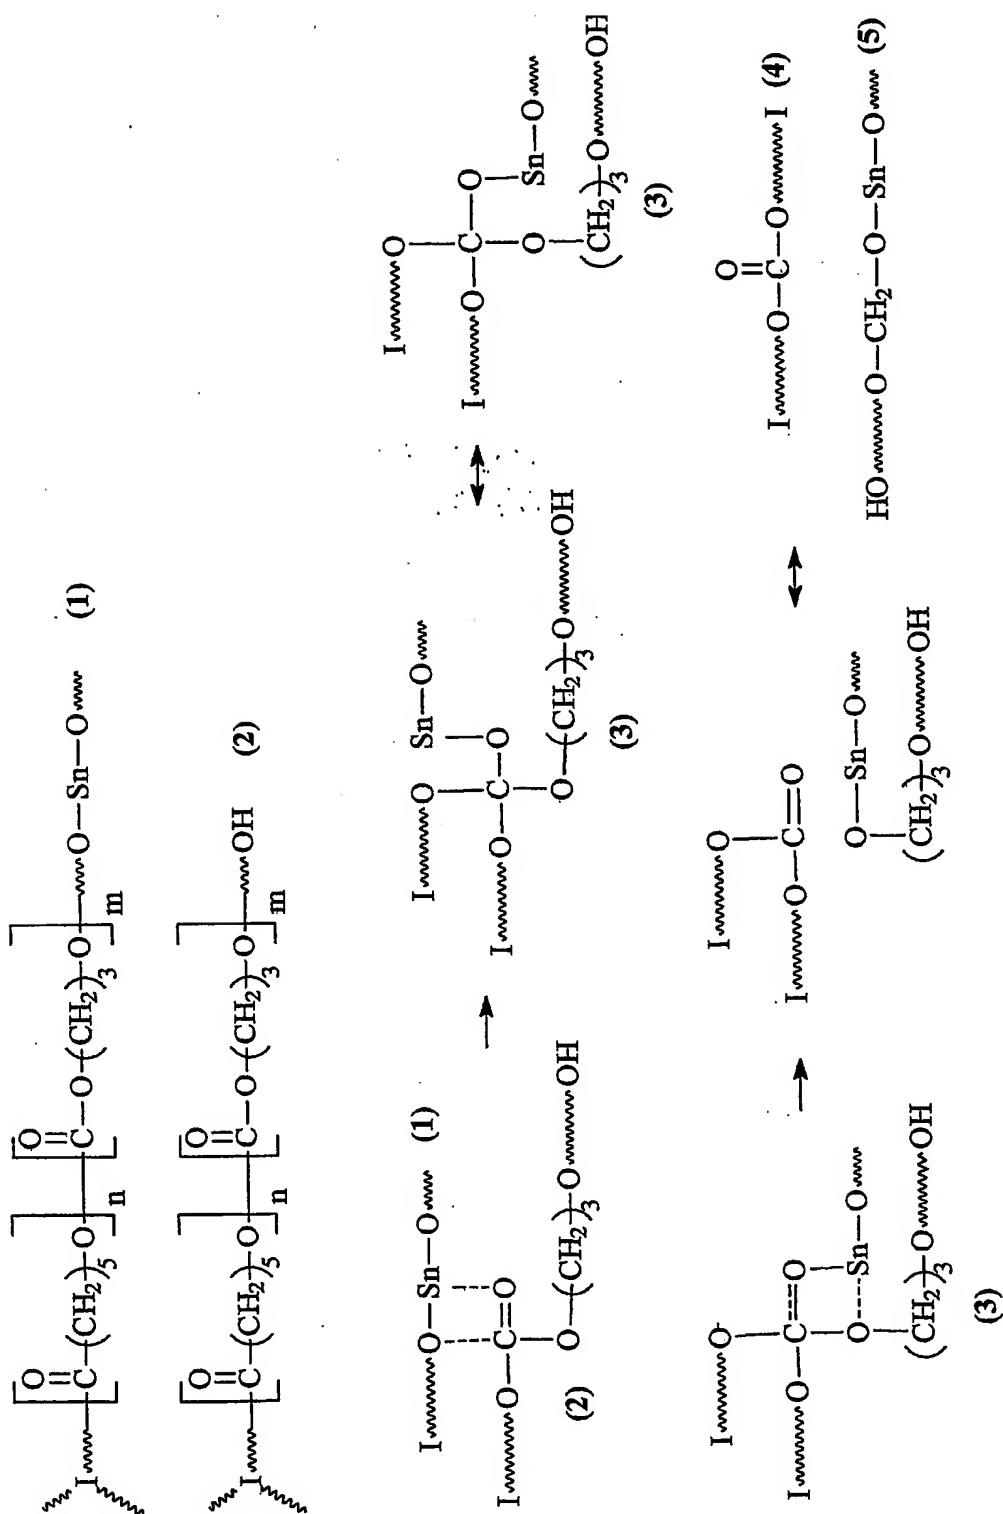 I [ C(=O) (CH2)5 O ]n [ C(=O) O (CH2)3 O ]m O—Sn—O (1)
I [ C(=O) (CH2)5 O ]n [ C(=O) O (CH2)3 O ]m OH (2)
I O—Sn—O (1)
I O—C=O
O (CH2)3 O OH
(2)
→
I O Sn—O
I O—C—O
O (CH2)3 O OH
(3)
↔
I O
I O—C—O
O Sn—O
(CH2)3 O OH
(3)
I O
I O—C=O
O Sn—O
(CH2)3 O OH
(3)
→
I O
I O—C=O
O—Sn—O
(CH2)3 O OH
↔
O
I O—C—O I (4)
HO O—CH2—O—Sn—O (5)